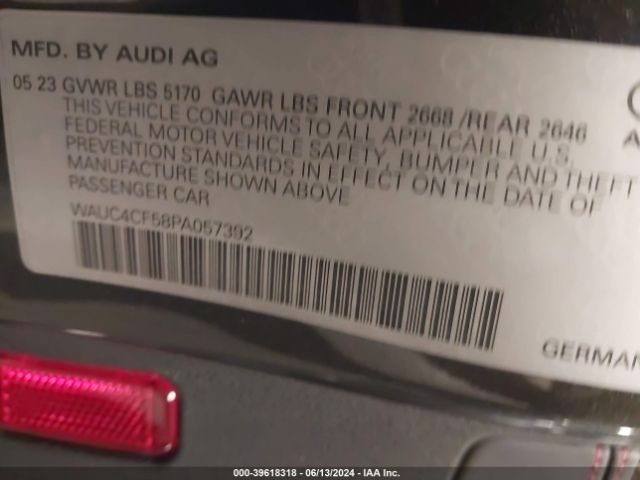 MFD. BY AUDI AG
05 23 GVWR LBS 5170 GAWR LBS FRONT 2668 /REAR 2646
THIS VEHICLE CONFORMS TO ALL APPLICABLE U.S.
FEDERAL MOTOR VEHICLE SAFETY, BUMPER AND THEFT
PREVENTION STANDARDS IN EFFECT ON THE DATE OF
MANUFACTURE SHOWN ABOVE
PASSENGER CAR
WAUC4CF58PA057392
GERMAN
000-39618318 - 06/13/2024 - IAA Inc.